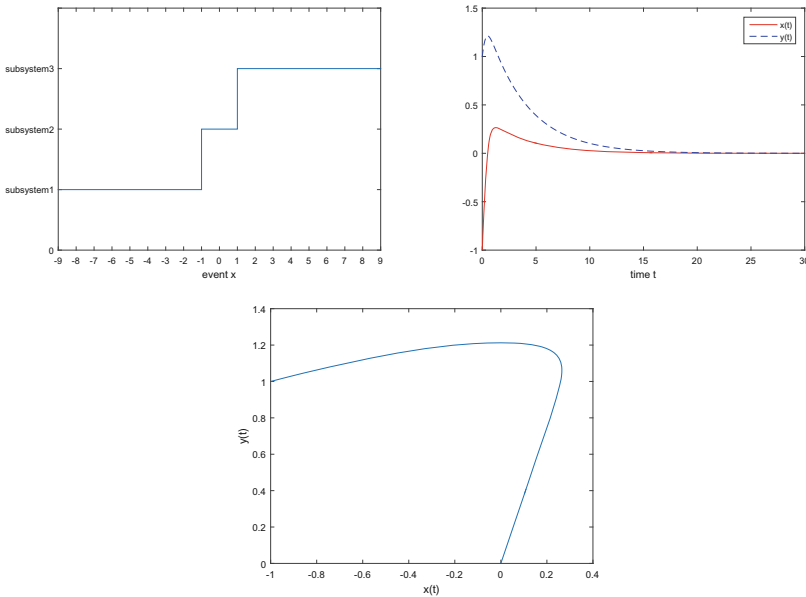 subsystem3
subsystem2
subsystem1
0
-9 -8 -7 -6 -5 -4 -3 -2 -1 1 2 3 4 5 6 7 8 9
event x
1.5
1
0.5
0
-0.5
-1
0 5 10 15 20 25 30
time t
x(t)
y(t)
1.4
1.2
1
0.8
0.6
0.4
0.2
0
y(t)
-1 -0.8 -0.6 -0.4 -0.2 0 0.2 0.4
x(t)